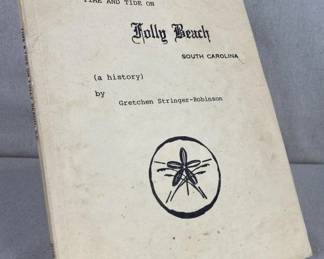 TIME AND TIDE ON
Folly Beach
SOUTH CAROLINA
(a history)
by
Gretchen Stringer-Robinson